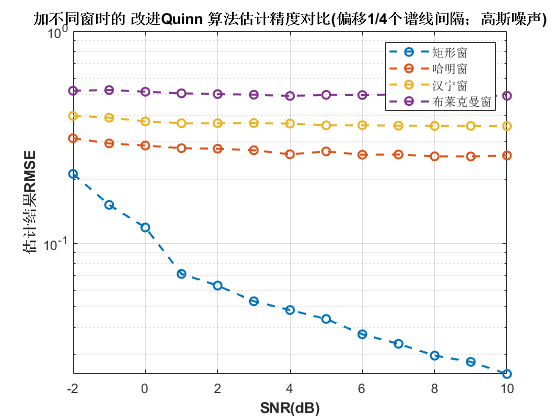 加不同窗时的 改进Quinn 算法估计精度对比(偏移1/4个谱线间隔；高斯噪声)
10^0
矩形窗
哈明窗
汉宁窗
布莱克曼窗
估计结果RMSE
10^-1
-2 0 2 4 6 8 10
SNR(dB)